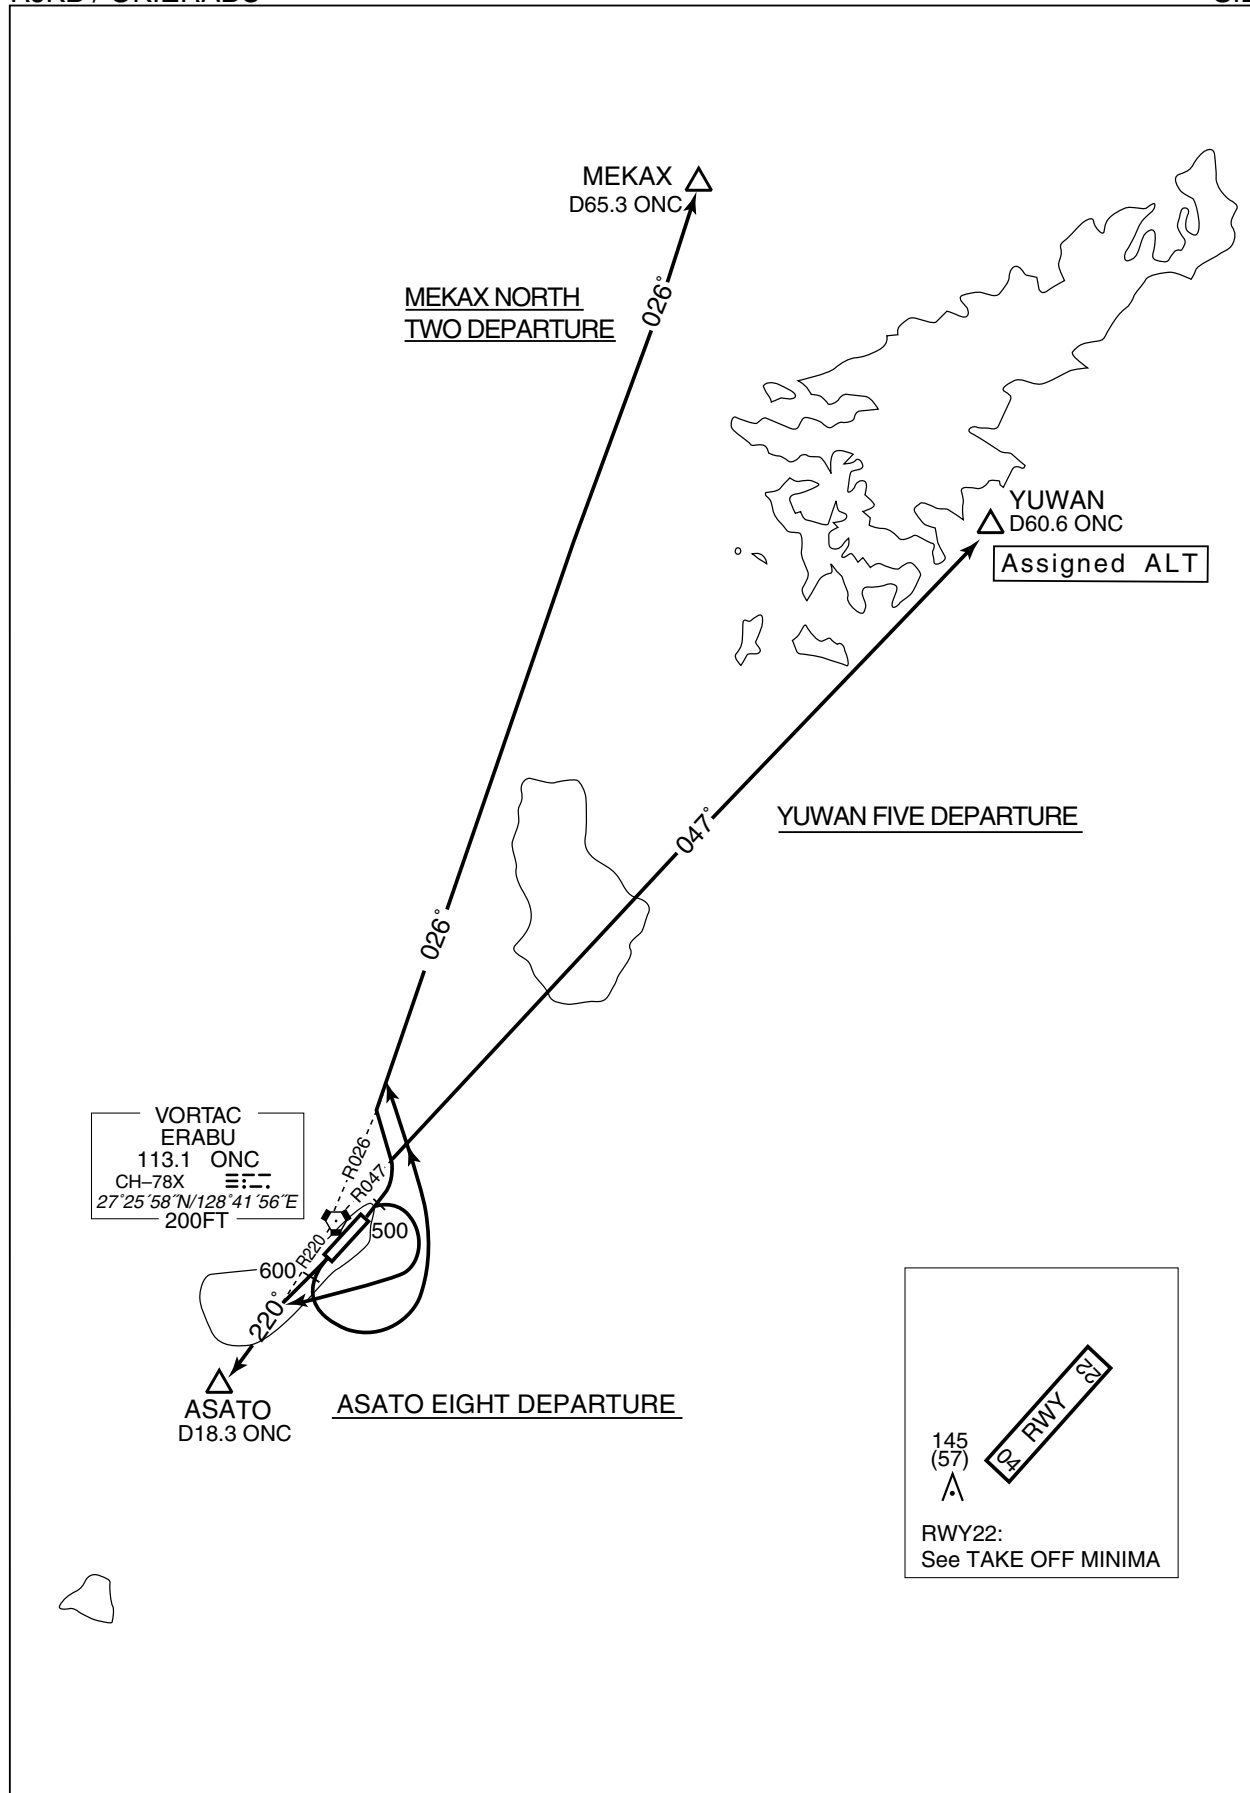 MEKAX
D65.3 ONC
026°
MEKAX NORTH
TWO DEPARTURE
YUWAN
D60.6 ONC
Assigned ALT
047°
YUWAN FIVE DEPARTURE
026°
VORTAC
ERABU
113.1 ONC
CH–78X
27°25´58˝N/128°41´56˝E
200FT
R026
R047
R220
500
600
220°
ASATO
D18.3 ONC
ASATO EIGHT DEPARTURE
145
(57)
04 RWY 22
RWY22:
See TAKE OFF MINIMA